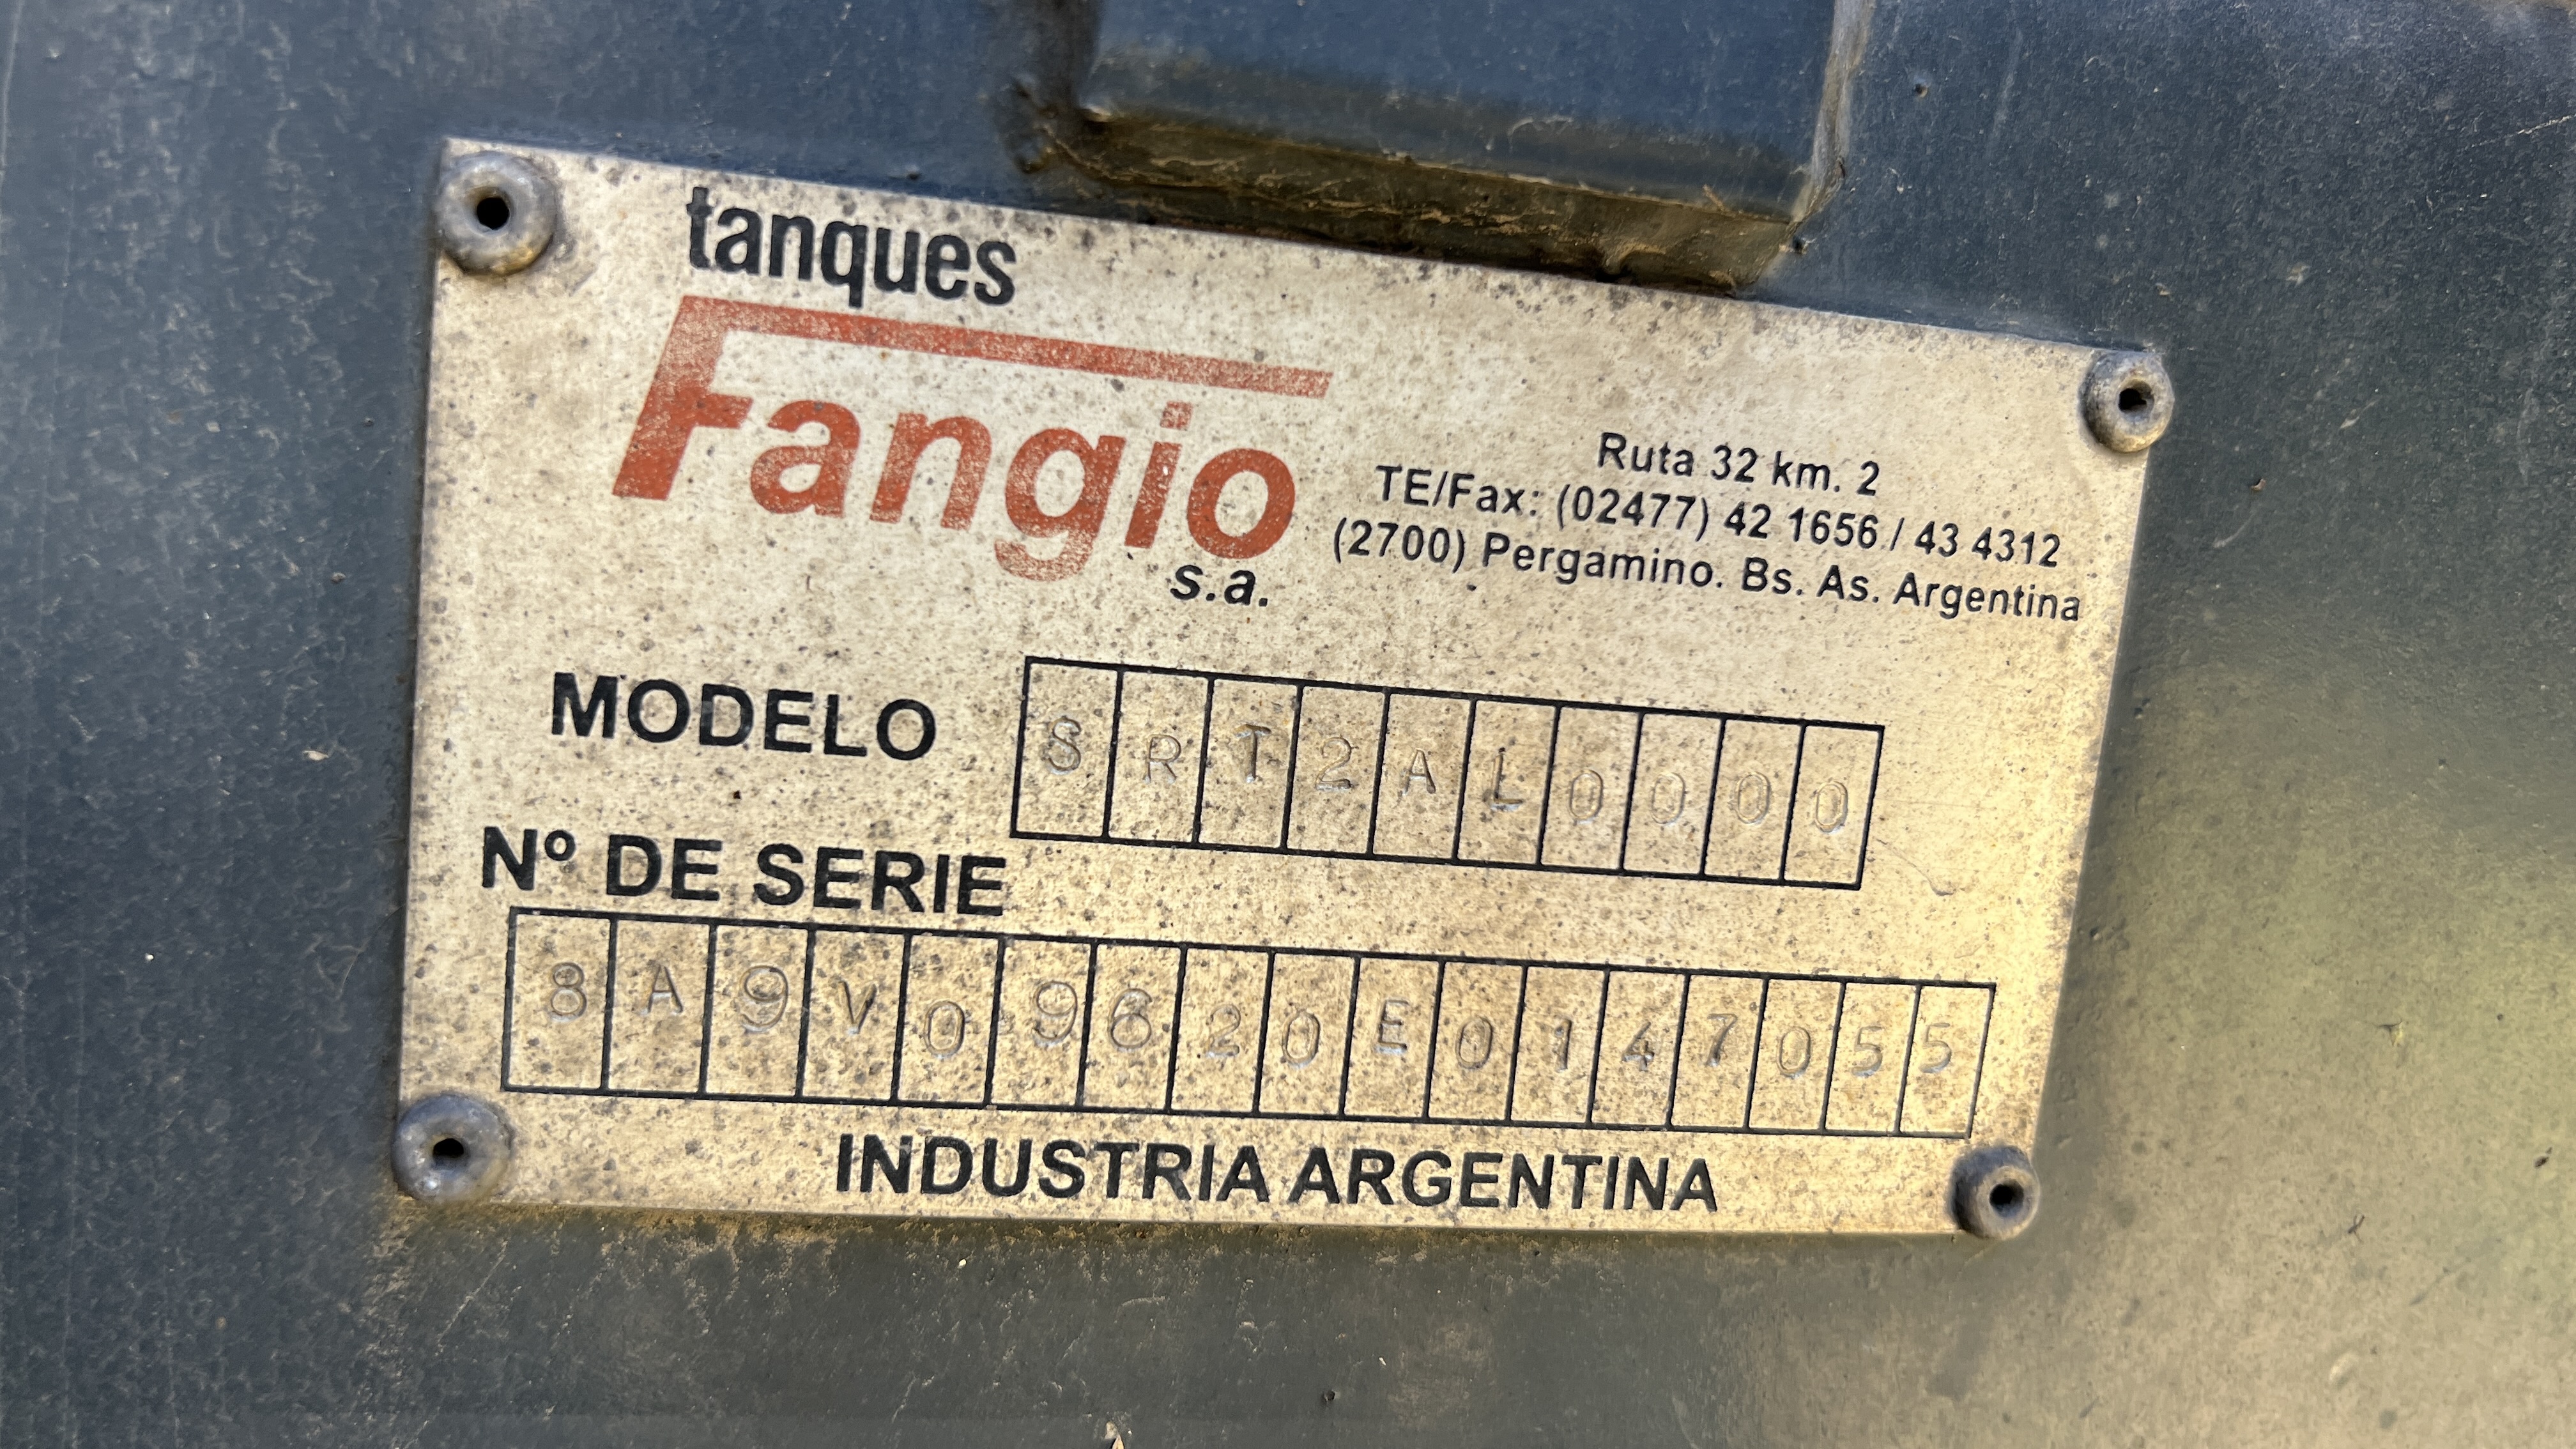 tanques
Fangio
s.a.
Ruta 32 km. 2
TE/Fax: (02477) 42 1656 / 43 4312
(2700) Pergamino. Bs. As. Argentina
MODELO SRT2AL0000
Nº DE SERIE
8A9V09620E0147055
INDUSTRIA ARGENTINA